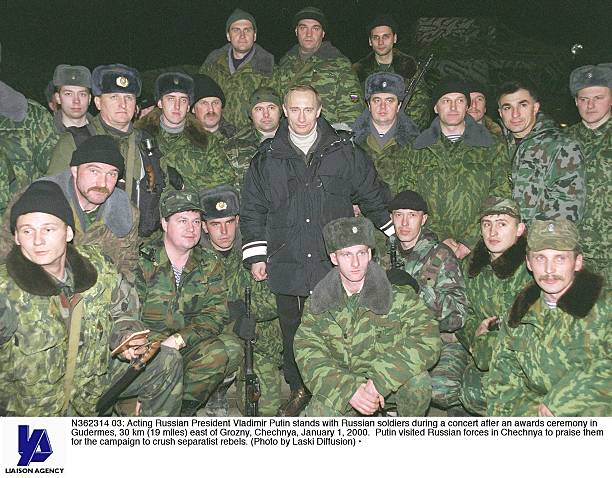 N362314 03: Acting Russian President Vladimir Putin stands with Russian soldiers during a concert after an awards ceremony in
Gudermes, 30 km (19 miles) east of Grozny, Chechnya, January 1, 2000.  Putin visited Russian forces in Chechnya to praise them
for the campaign to crush separatist rebels. (Photo by Laski Diffusion)
LIAISON AGENCY